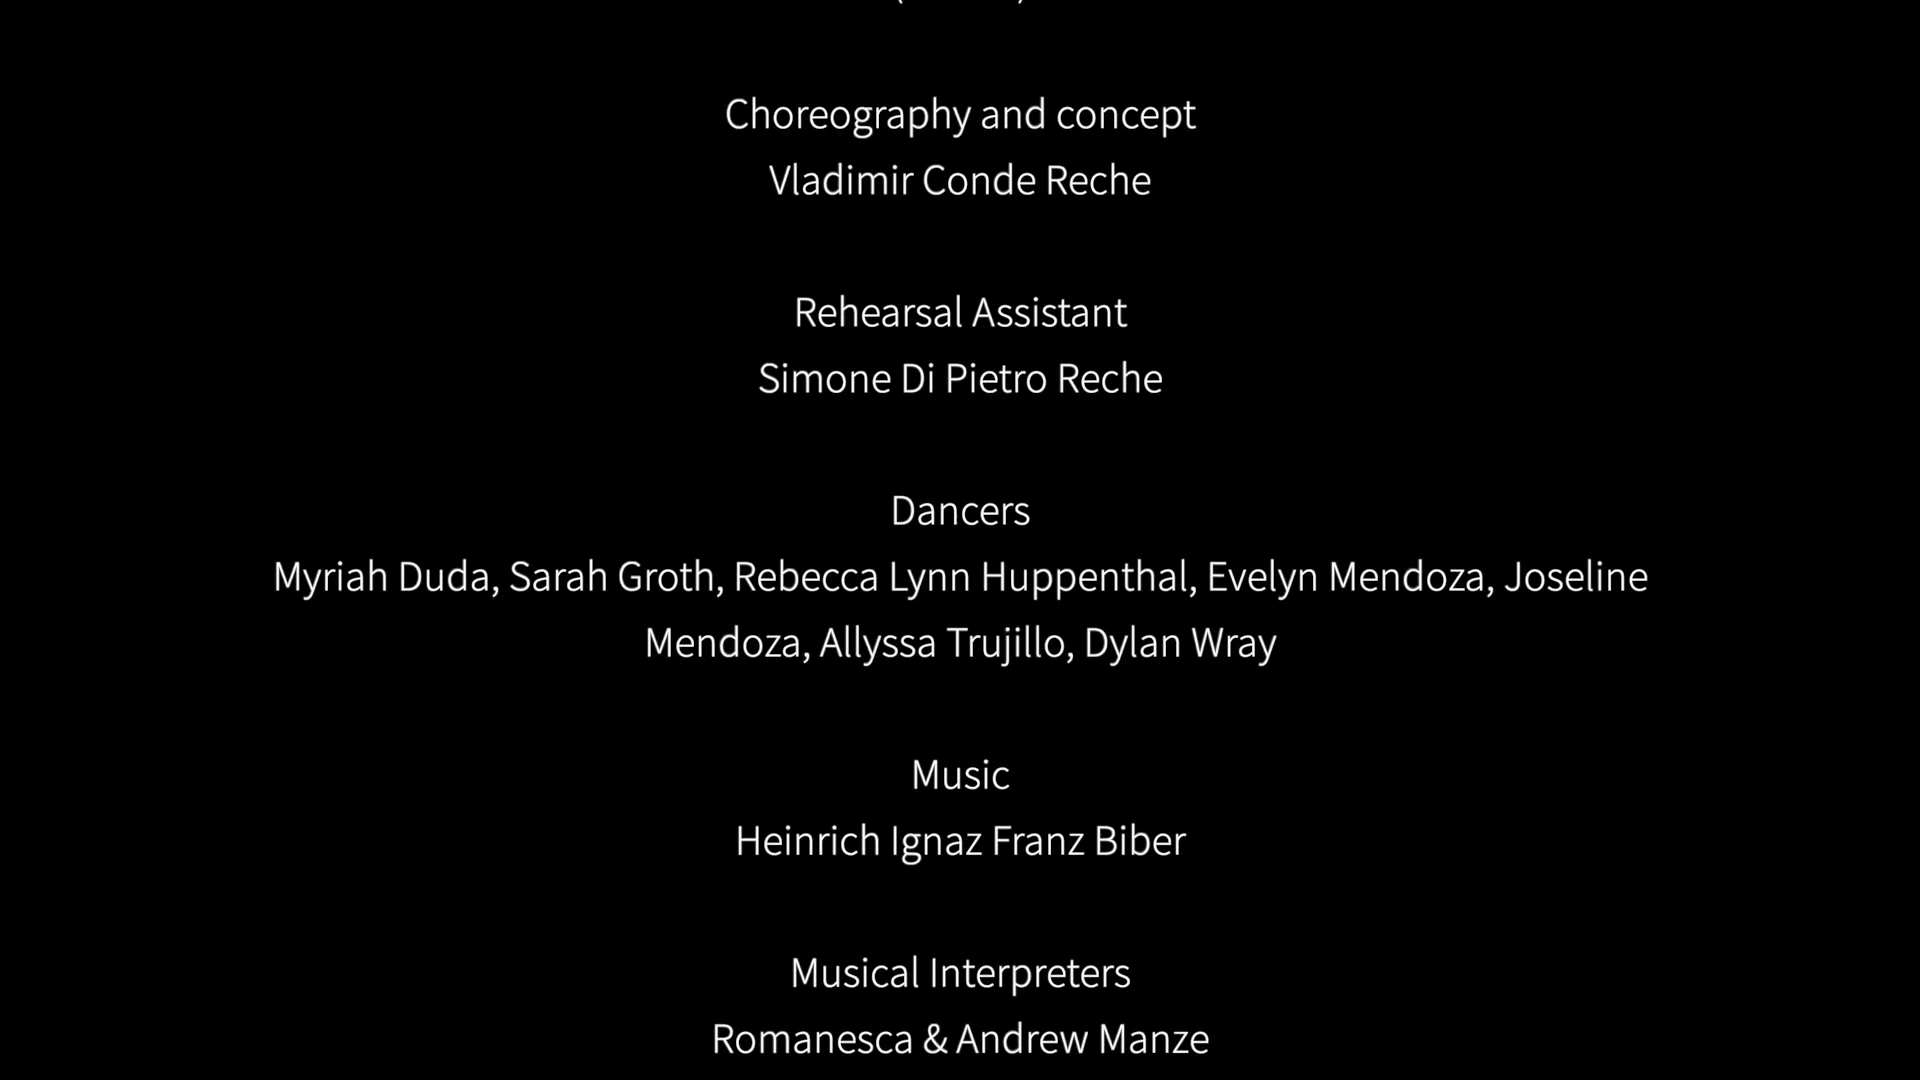 Choreography and concept
Vladimir Conde Reche
Rehearsal Assistant
Simone Di Pietro Reche
Dancers
Myriah Duda, Sarah Groth, Rebecca Lynn Huppenthal, Evelyn Mendoza, Joseline
Mendoza, Allyssa Trujillo, Dylan Wray
Music
Heinrich Ignaz Franz Biber
Musical Interpreters
Romanesca & Andrew Manze